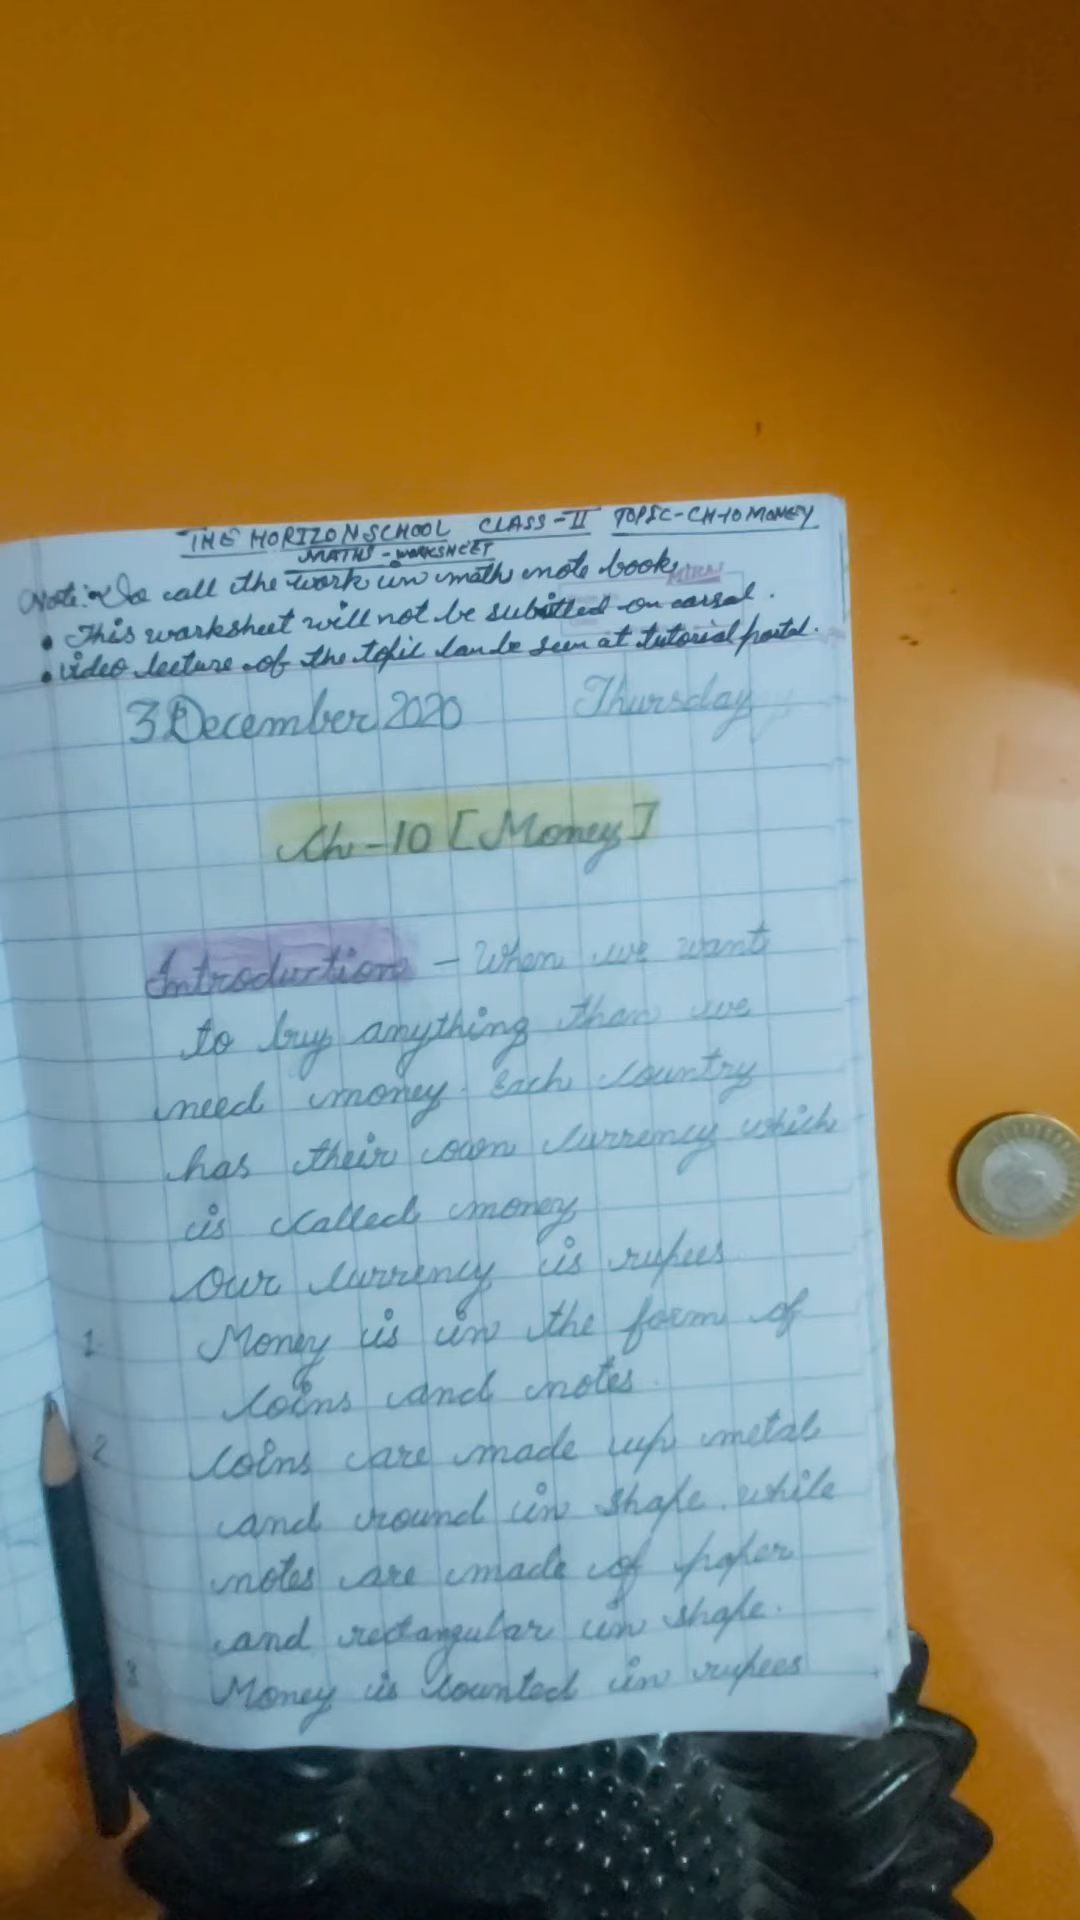 THE HORIZON SCHOOL CLASS-II TOPIC-CH-10 MONEY
MATHS-WORKSHEET
Note:- Do all the work in math note book
• This warksheet will not be submitted on carsal.
• Video lecture of the topic can be seen at tutorial portal.
3 December 2020 Thursday
Ch-10 [Money]
Introduction - When we want
to buy anything than we
need money. Each country
has their own currency which
is called money
our currency is rupees
1. Money is in the form of
coins and notes.
2 Coins are made up metal
and round in shape. while
notes are made of paper
and rectangular in shape.
3 Money is counted in rupees